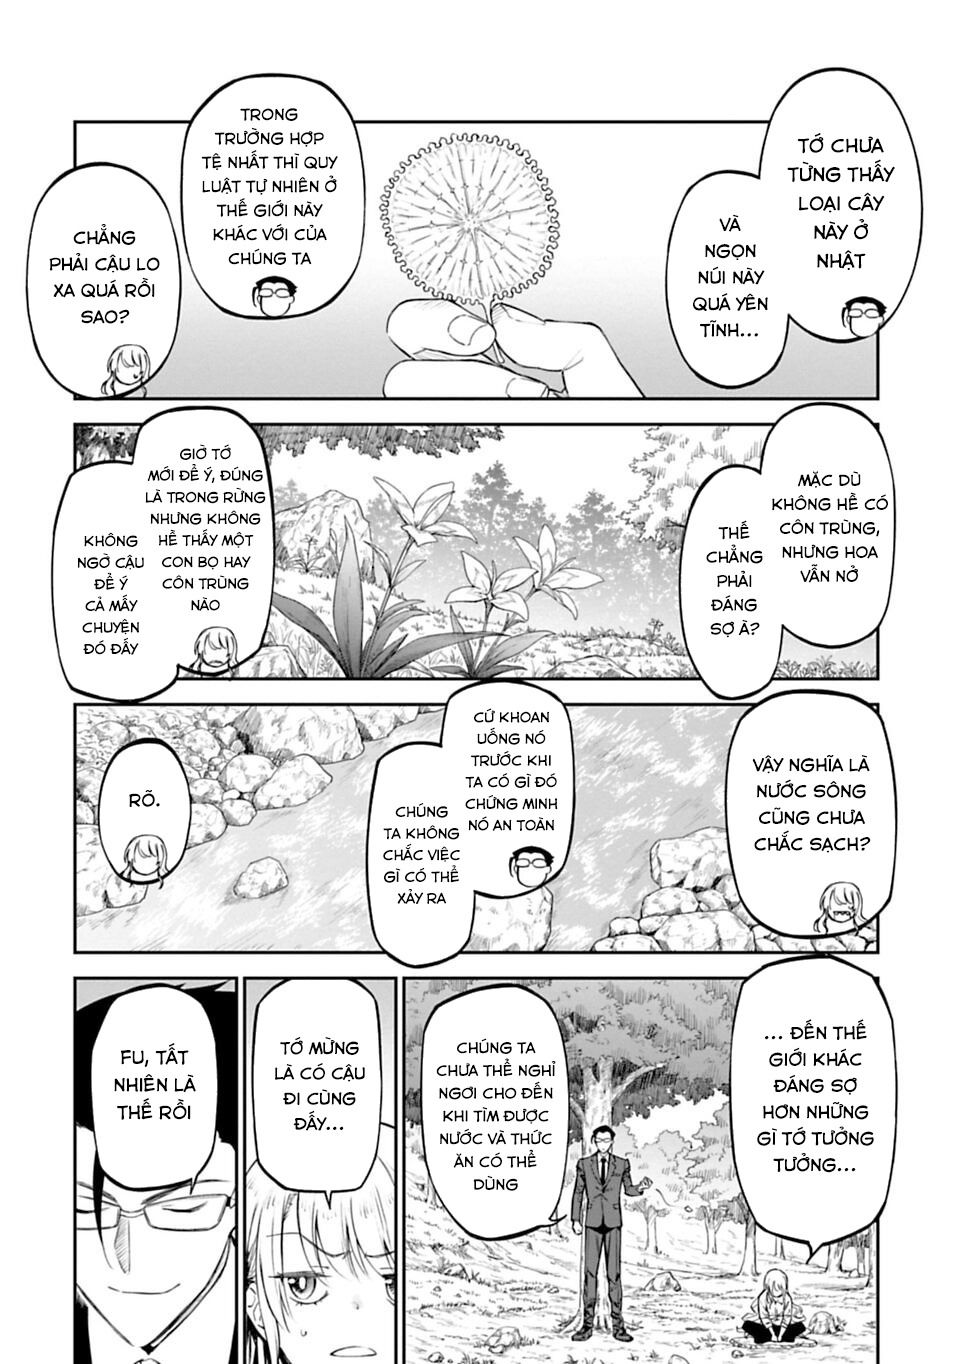 TỚ CHƯA
TỪNG THẤY
LOẠI CÂY
NÀY Ở
NHẬT
VÀ
NGỌN
NÚI NÀY
QUÁ YÊN
TĨNH...
TRONG
TRƯỜNG HỢP
TỆ NHẤT THÌ QUY
LUẬT TỰ NHIÊN Ở
THẾ GIỚI NÀY
KHÁC VỚI CỦA
CHÚNG TA
CHẲNG
PHẢI CẬU LO
XA QUÁ RỒI
SAO?
MẶC DÙ
KHÔNG HỀ CÓ
CÔN TRÙNG,
NHƯNG HOA
VẪN NỞ
THẾ
CHẲNG
PHẢI
ĐÁNG
SỢ À?
GIỜ TỚ
MỚI ĐỂ Ý, ĐÚNG
LÀ TRONG RỪNG
NHƯNG KHÔNG
HỀ THẤY MỘT
CON BỌ HAY
CÔN TRÙNG
NÀO
KHÔNG
NGỜ CẬU
ĐỂ Ý
CẢ MẤY
CHUYỆN
ĐÓ ĐẤY
VẬY NGHĨA LÀ
NƯỚC SÔNG
CŨNG CHƯA
CHẮC SẠCH?
CỨ KHOAN
UỐNG NÓ
TRƯỚC KHI
TA CÓ GÌ ĐÓ
CHỨNG MINH
NÓ AN TOÀN
CHÚNG
TA KHÔNG
CHẮC VIỆC
GÌ CÓ THỂ
XẢY RA
RÕ.
... ĐẾN THẾ
GIỚI KHÁC
ĐÁNG SỢ
HƠN NHỮNG
GÌ TỚ TƯỞNG
TƯỞNG...
CHÚNG TA
CHƯA THỂ NGHỈ
NGƠI CHO ĐẾN
KHI TÌM ĐƯỢC
NƯỚC VÀ THỨC
ĂN CÓ THỂ
DÙNG
TỚ MỪNG
LÀ CÓ CẬU
ĐI CÙNG
ĐẤY...
FU, TẤT
NHIÊN LÀ
THẾ RỒI